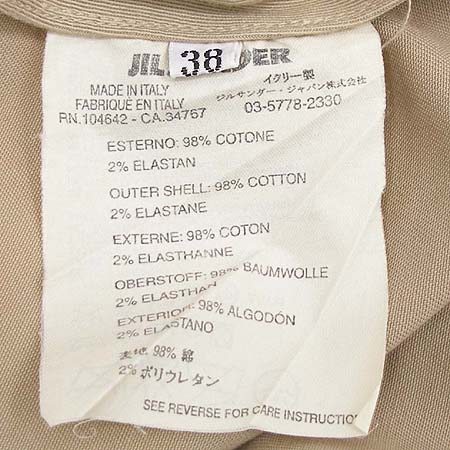 JIL 38 DER
MADE IN ITALY
イタリー製
FABRIQUÉ EN ITALY
ジルサンダー・ジャパン株式会社
RN. 104642 - CA. 34757
03-5778-2330
ESTERNO: 98% COTONE
2% ELASTAN
OUTER SHELL: 98% COTTON
2% ELASTANE
EXTERNE: 98% COTON
2% ELASTHANNE
OBERSTOFF: 98% BAUMWOLLE
2% ELASTHAN
EXTERIOR: 98% ALGODÓN
2% ELASTANO
表地 98% 綿
2% ポリウレタン
SEE REVERSE FOR CARE INSTRUCTION